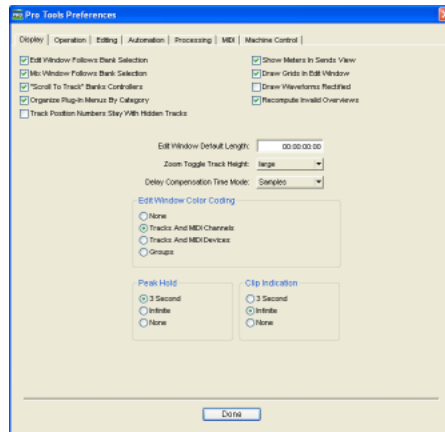 Pro Tools Preferences
Display Operation Editing Automation Processing MIDI Machine Control
Edit Window Follows Bank Selection
Mix Window Follows Bank Selection
"Scroll To Track" Banks Controllers
Organize Plug-In Menus By Category
Track Position Numbers Stay With Hidden Tracks
Show Meters In Sends View
Draw Grids In Edit Window
Draw Waveforms Rectified
Recompute Invalid Overviews
Edit Window Default Length: 00:00:00:00
Zoom Toggle Track Height: large
Delay Compensation Time Mode: Samples
Edit Window Color Coding
None
Tracks And MIDI Channels
Tracks And MIDI Devices
Groups
Peak Hold
3 Second
Infinite
None
Clip Indication
3 Second
Infinite
None
Done